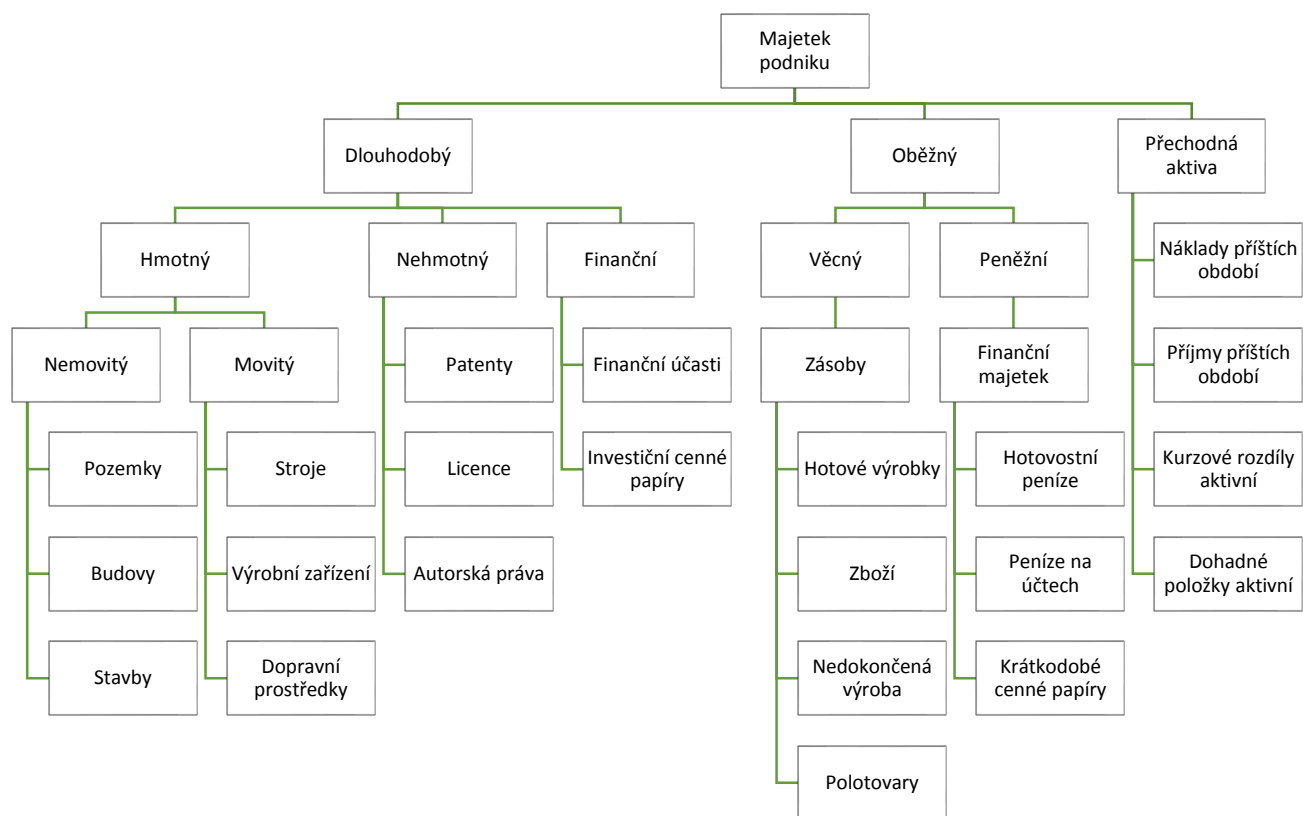 Majetek
podniku
Dlouhodobý
Oběžný
Přechodná
aktiva
Hmotný
Nehmotný
Finanční
Věcný
Peněžní
Náklady příštích
období
Nemovitý
Movitý
Patenty
Finanční účasti
Zásoby
Finanční
majetek
Příjmy příštích
období
Pozemky
Stroje
Licence
Investiční cenné
papíry
Hotové výrobky
Hotovostní
peníze
Kurzové rozdíly
aktivní
Budovy
Výrobní zařízení
Autorská práva
Zboží
Peníze na
účtech
Dohadné
položky aktivní
Stavby
Dopravní
prostředky
Nedokončená
výroba
Krátkodobé
cenné papíry
Polotovary